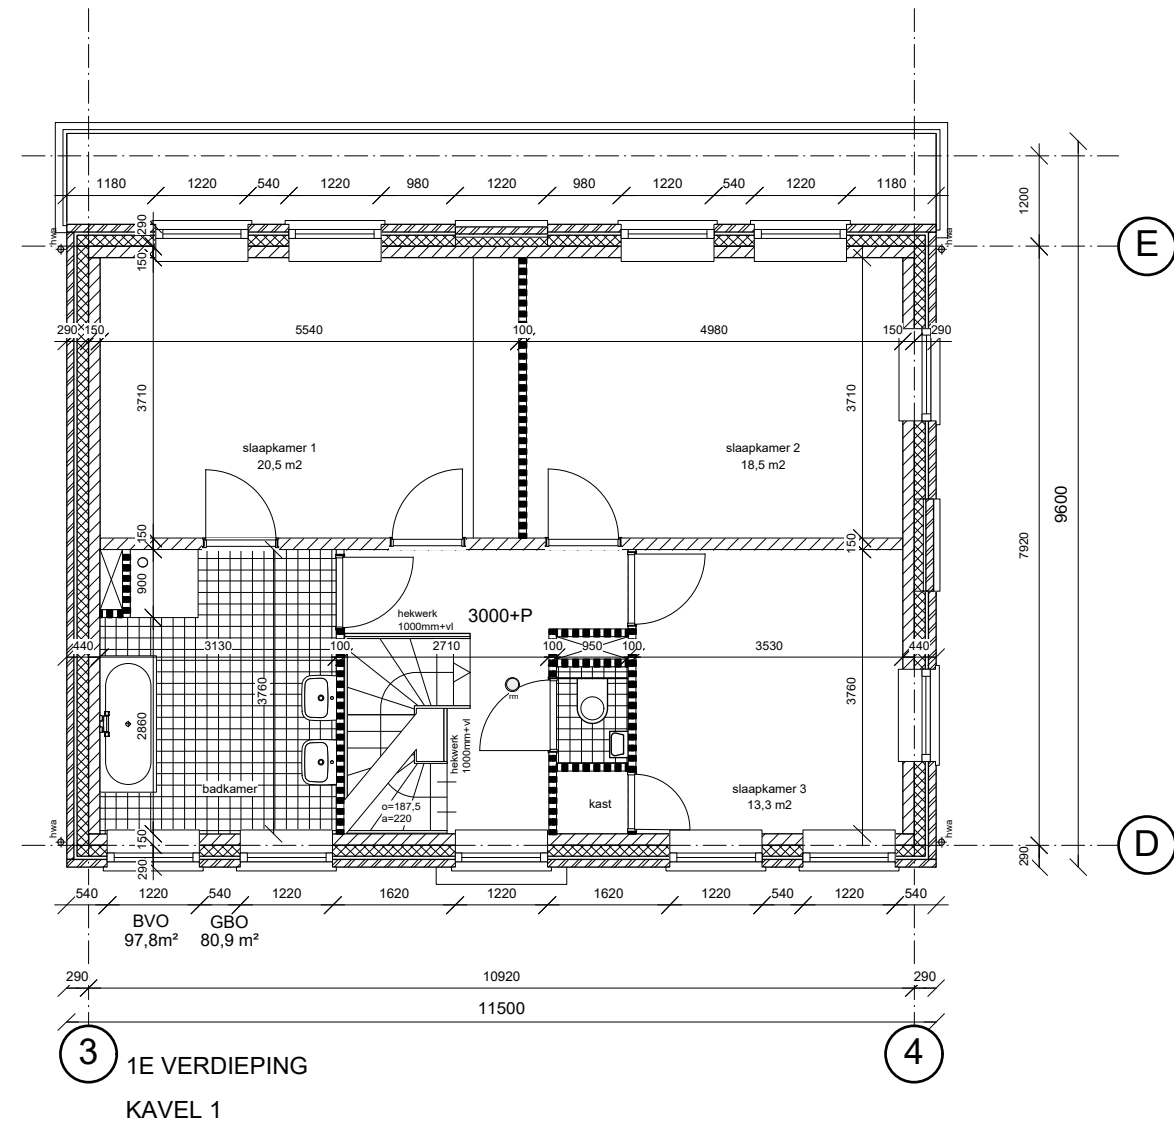 1180 1220 540 1220 980 1220 980 1220 540 1220 1180
1200
hwa
290
hwa
E
150
290 150 5540 100 4980 150 290
3710
3710
slaapkamer 1
20,5 m2
slaapkamer 2
18,5 m2
9600
7920
150
150
900
hekwerk
1000mm+vl
3000+P
440 3130 100 2710 100 950 100 3530 440
rm
3760
3760
2860
hekwerk
1000mm+vl
badkamer
o=187,5
a=220
kast
slaapkamer 3
13,3 m2
hwa
150
hwa
D
290
290
540 1220 540 1220 1620 1220 1620 1220 540 1220 540
BVO
97,8m²
GBO
80,9 m²
290 10920 290
11500
3
4
1E VERDIEPING
KAVEL 1